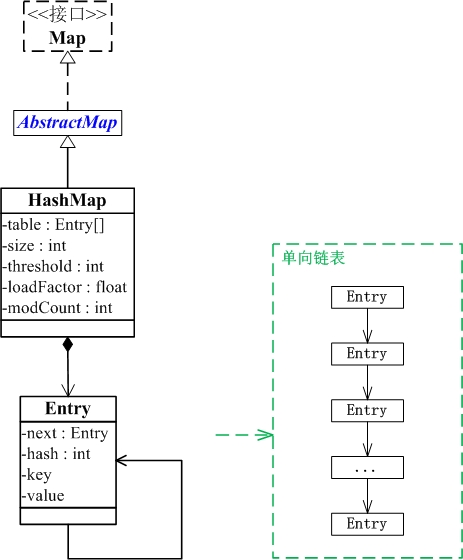 <<接口>>
Map
AbstractMap
HashMap
-table : Entry[]
-size : int
-threshold : int
-loadFactor : float
-modCount : int
Entry
-next : Entry
-hash : int
-key
-value
单向链表
Entry
Entry
Entry
...
Entry